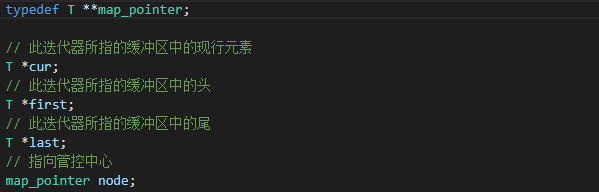 typedef T **map_pointer;
// 此迭代器所指的缓冲区中的现行元素
T *cur;
// 此迭代器所指的缓冲区中的头
T *first;
// 此迭代器所指的缓冲区中的尾
T *last;
// 指向管控中心
map_pointer node;